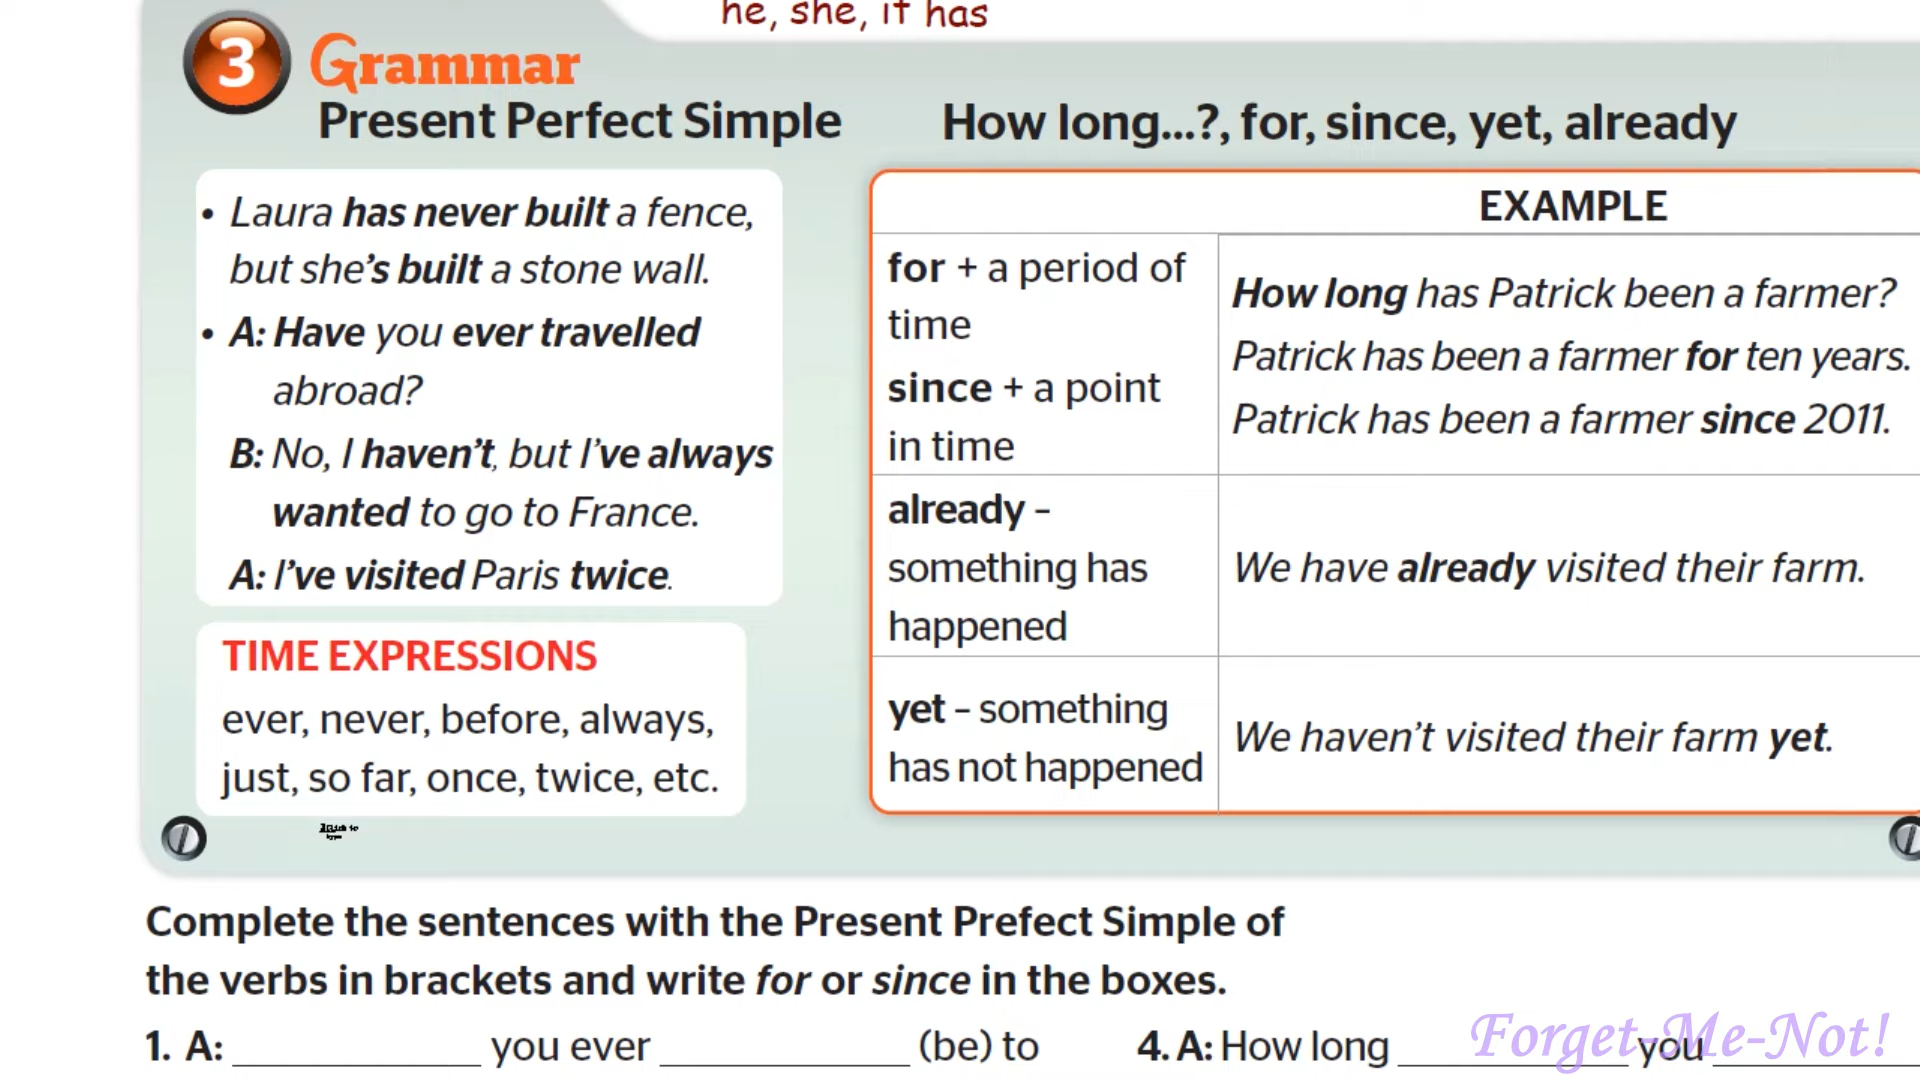 he, she, it has
3 Grammar
Present Perfect Simple
• Laura has never built a fence,
but she's built a stone wall.
• A: Have you ever travelled
abroad?
B: No, I haven't, but I've always
wanted to go to France.
A: I've visited Paris twice.
TIME EXPRESSIONS
ever, never, before, always,
just, so far, once, twice, etc.
How long...?, for, since, yet, already
EXAMPLE
for + a period of
time
since + a point
in time
How long has Patrick been a farmer?
Patrick has been a farmer for ten years.
Patrick has been a farmer since 2011.
already –
something has
happened
We have already visited their farm.
yet – something
has not happened
We haven't visited their farm yet.
Complete the sentences with the Present Prefect Simple of
the verbs in brackets and write for or since in the boxes.
1. A: __________ you ever __________ (be) to
4. A: How long __________ you __________
Forget-Me-Not!